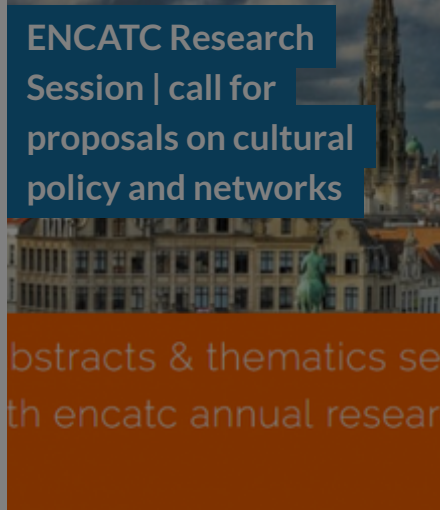 ENCATC Research
Session | call for
proposals on cultural
policy and networks
bstracts & thematics se
th encatc annual resear